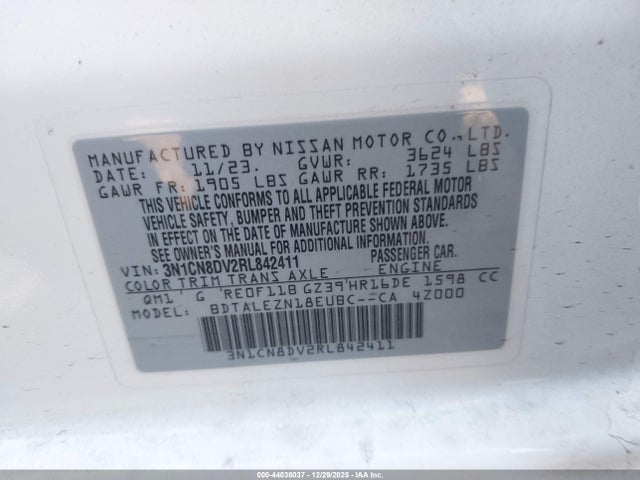 MANUFACTURED BY NISSAN MOTOR CO.,LTD.
DATE: 11/23. GVWR: 3624 LBS
GAWR FR: 1905 LBS GAWR RR: 1735 LBS
THIS VEHICLE CONFORMS TO ALL APPLICABLE FEDERAL MOTOR
VEHICLE SAFETY, BUMPER AND THEFT PREVENTION STANDARDS
IN EFFECT ON THE DATE OF MANUFACTURE SHOWN ABOVE.
SEE OWNER'S MANUAL FOR ADDITIONAL INFORMATION
VIN: 3N1CN8DV2RL842411 PASSENGER CAR.
COLOR TRIM TRANS AXLE ENGINE
QM1 G RE0F11B GZ39 HR16DE 1598 CC
MODEL: BDTALEZN18EUBC--CA 4Z000
3N1CN8DV2RL842411
000-44038037 - 12/29/2025 - IAAI.COM